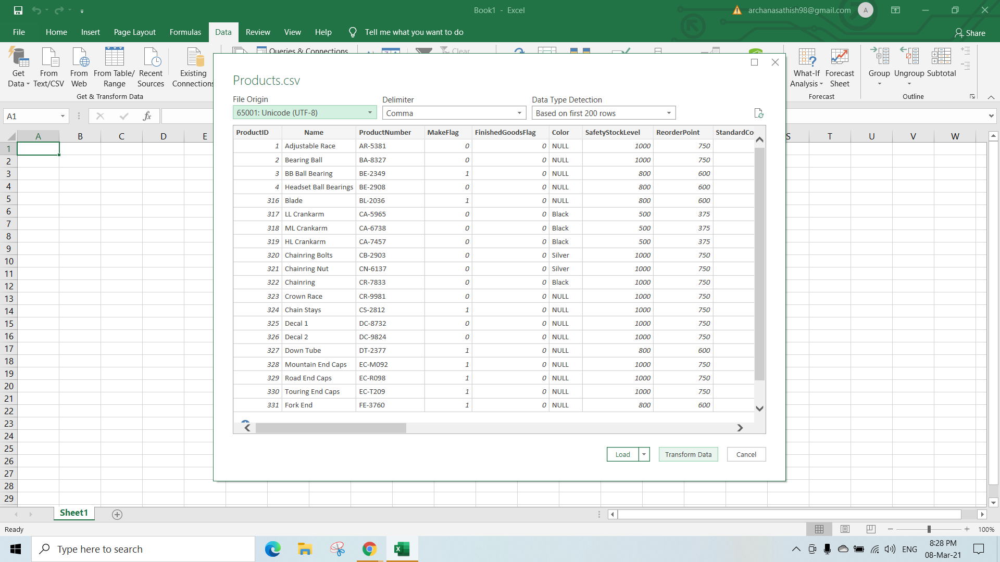 Book1 - Excel
archanasathish98@gmail.com
A
File Home Insert Page Layout Formulas Data Review View Help Tell me what you want to do
Share
Get Data
From Text/CSV
From Web
From Table/ Range
Recent Sources
Existing Connections
Get & Transform Data
Queries & Connections
Clear
What-If Analysis
Forecast Sheet
Forecast
Group
Ungroup
Subtotal
Outline
A1
fx
A B C D E S T U V W
1
2
3
4
5
6
7
8
9
10
11
12
13
14
15
16
17
18
19
20
21
22
23
24
25
26
27
28
29
Products.csv
File Origin
65001: Unicode (UTF-8)
Delimiter
Comma
Data Type Detection
Based on first 200 rows
ProductID Name ProductNumber MakeFlag FinishedGoodsFlag Color SafetyStockLevel ReorderPoint StandardCo
1 Adjustable Race AR-5381 0 0 NULL 1000 750
2 Bearing Ball BA-8327 0 0 NULL 1000 750
3 BB Ball Bearing BE-2349 1 0 NULL 800 600
4 Headset Ball Bearings BE-2908 0 0 NULL 800 600
316 Blade BL-2036 1 0 NULL 800 600
317 LL Crankarm CA-5965 0 0 Black 500 375
318 ML Crankarm CA-6738 0 0 Black 500 375
319 HL Crankarm CA-7457 0 0 Black 500 375
320 Chainring Bolts CB-2903 0 0 Silver 1000 750
321 Chainring Nut CN-6137 0 0 Silver 1000 750
322 Chainring CR-7833 0 0 Black 1000 750
323 Crown Race CR-9981 0 0 NULL 1000 750
324 Chain Stays CS-2812 1 0 NULL 1000 750
325 Decal 1 DC-8732 0 0 NULL 1000 750
326 Decal 2 DC-9824 0 0 NULL 1000 750
327 Down Tube DT-2377 1 0 NULL 800 600
328 Mountain End Caps EC-M092 1 0 NULL 1000 750
329 Road End Caps EC-R098 1 0 NULL 1000 750
330 Touring End Caps EC-T209 1 0 NULL 1000 750
331 Fork End FE-3760 1 0 NULL 800 600
Load Transform Data Cancel
Sheet1
Ready
100%
Type here to search
ENG
8:28 PM
08-Mar-21